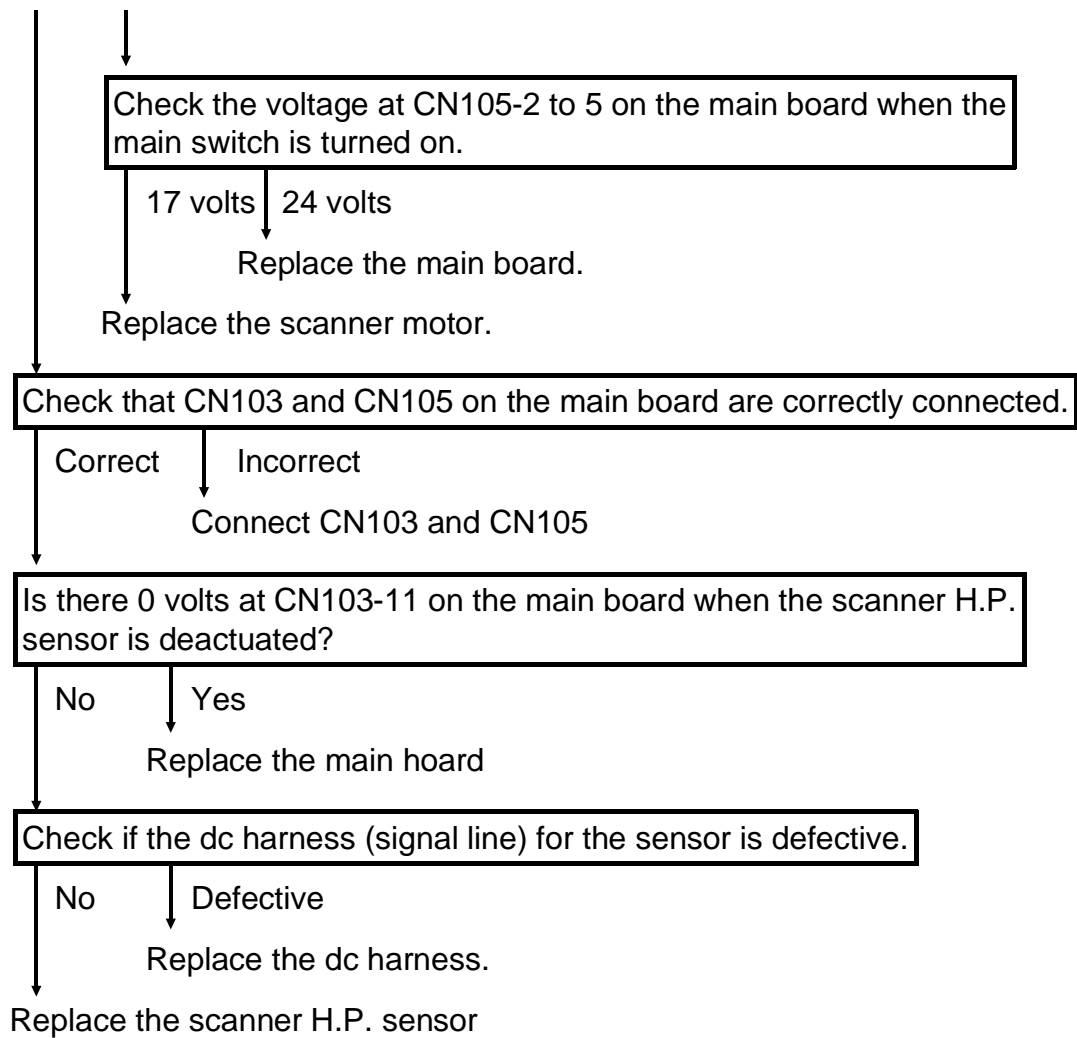 Check the voltage at CN105-2 to 5 on the main board when the
main switch is turned on.
17 volts 24 volts
Replace the main board.
Replace the scanner motor.
Check that CN103 and CN105 on the main board are correctly connected.
Correct Incorrect
Connect CN103 and CN105
Is there 0 volts at CN103-11 on the main board when the scanner H.P.
sensor is deactuated?
No Yes
Replace the main hoard
Check if the dc harness (signal line) for the sensor is defective.
No Defective
Replace the dc harness.
Replace the scanner H.P. sensor